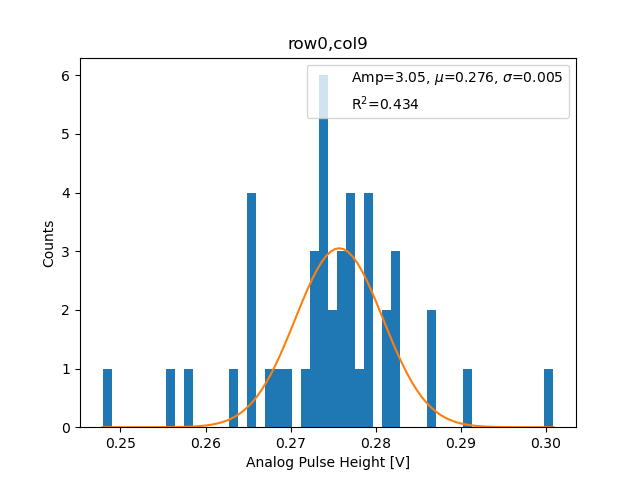 row0,col9
Amp=3.05, μ=0.276, σ=0.005
R²=0.434
6
5
4
3
2
1
0
Counts
0.25 0.26 0.27 0.28 0.29 0.30
Analog Pulse Height [V]